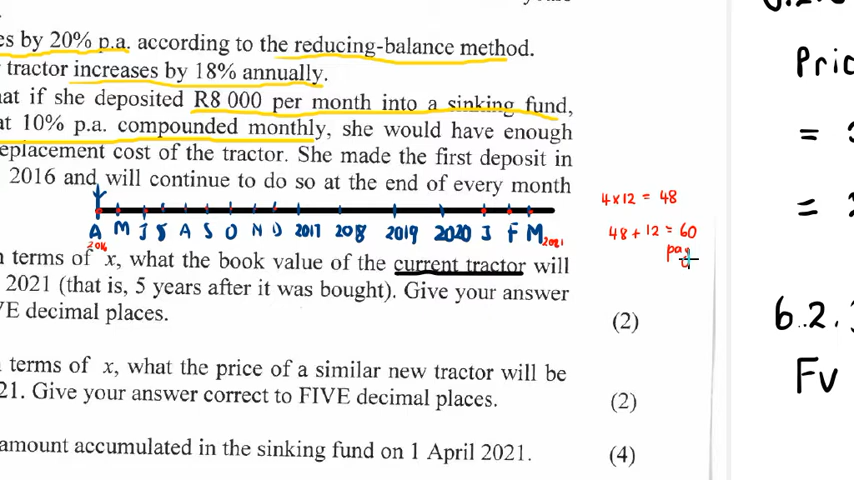 years
es by 20% p.a. according to the reducing-balance method.
tractor increases by 18% annually.
hat if she deposited R8 000 per month into a sinking fund,
at 10% p.a. compounded monthly, she would have enough
eplacement cost of the tractor. She made the first deposit in
2016 and will continue to do so at the end of every month
A M J J A S O N D 2017 2018 2019 2020 J F M
2016 2021
4 x 12 = 48
48 + 12 = 60
pay
n terms of x, what the book value of the current tractor will
2021 (that is, 5 years after it was bought). Give your answer
VE decimal places. (2)
n terms of x, what the price of a similar new tractor will be
21. Give your answer correct to FIVE decimal places. (2)
amount accumulated in the sinking fund on 1 April 2021. (4)
Pric
=
=
6.2.
Fv